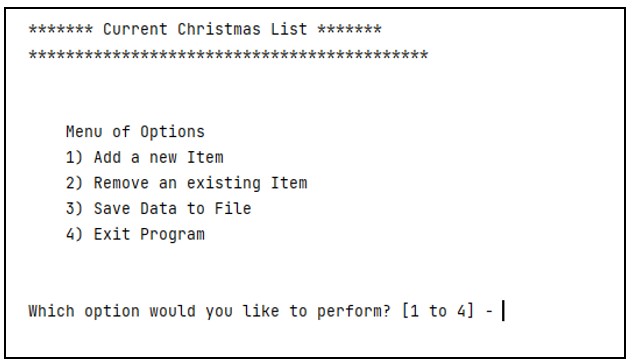 ******* Current Christmas List *******
*******************************************
Menu of Options
1) Add a new Item
2) Remove an existing Item
3) Save Data to File
4) Exit Program
Which option would you like to perform? [1 to 4] -